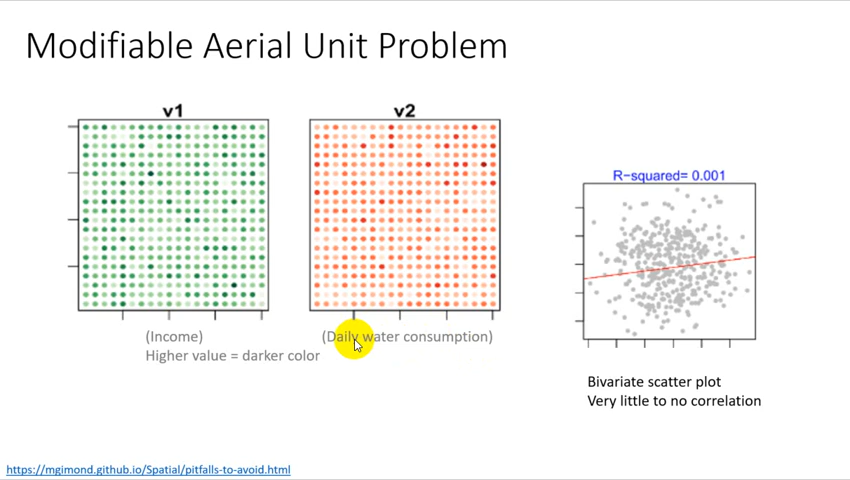 Modifiable Aerial Unit Problem
v1
v2
R-squared= 0.001
(Income)
Higher value = darker color
(Daily water consumption)
Bivariate scatter plot
Very little to no correlation
https://mgimond.github.io/Spatial/pitfalls-to-avoid.html